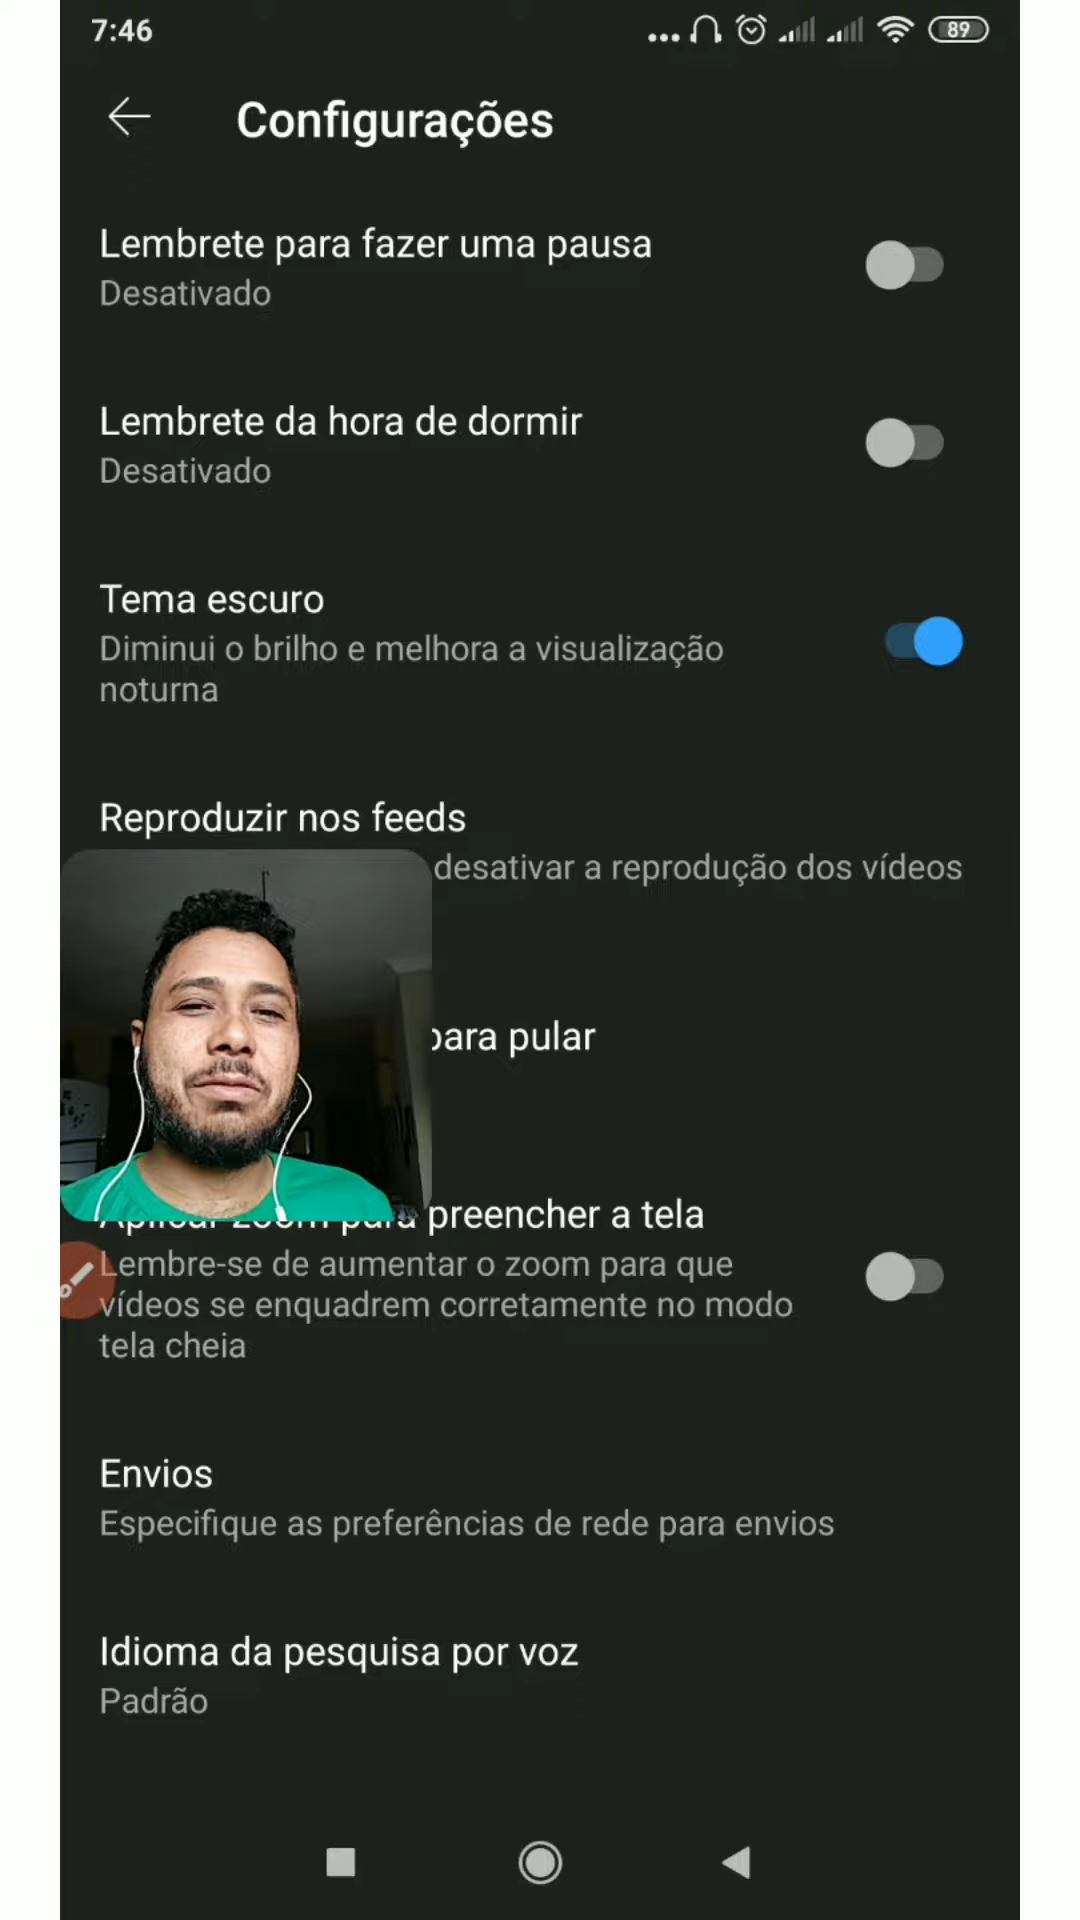 7:46
89
Configurações
Lembrete para fazer uma pausa
Desativado
Lembrete da hora de dormir
Desativado
Tema escuro
Diminui o brilho e melhora a visualização
noturna
Reproduzir nos feeds
desativar a reprodução dos vídeos
para pular
Aplicar zoom para preencher a tela
Lembre-se de aumentar o zoom para que
vídeos se enquadrem corretamente no modo
tela cheia
Envios
Especifique as preferências de rede para envios
Idioma da pesquisa por voz
Padrão